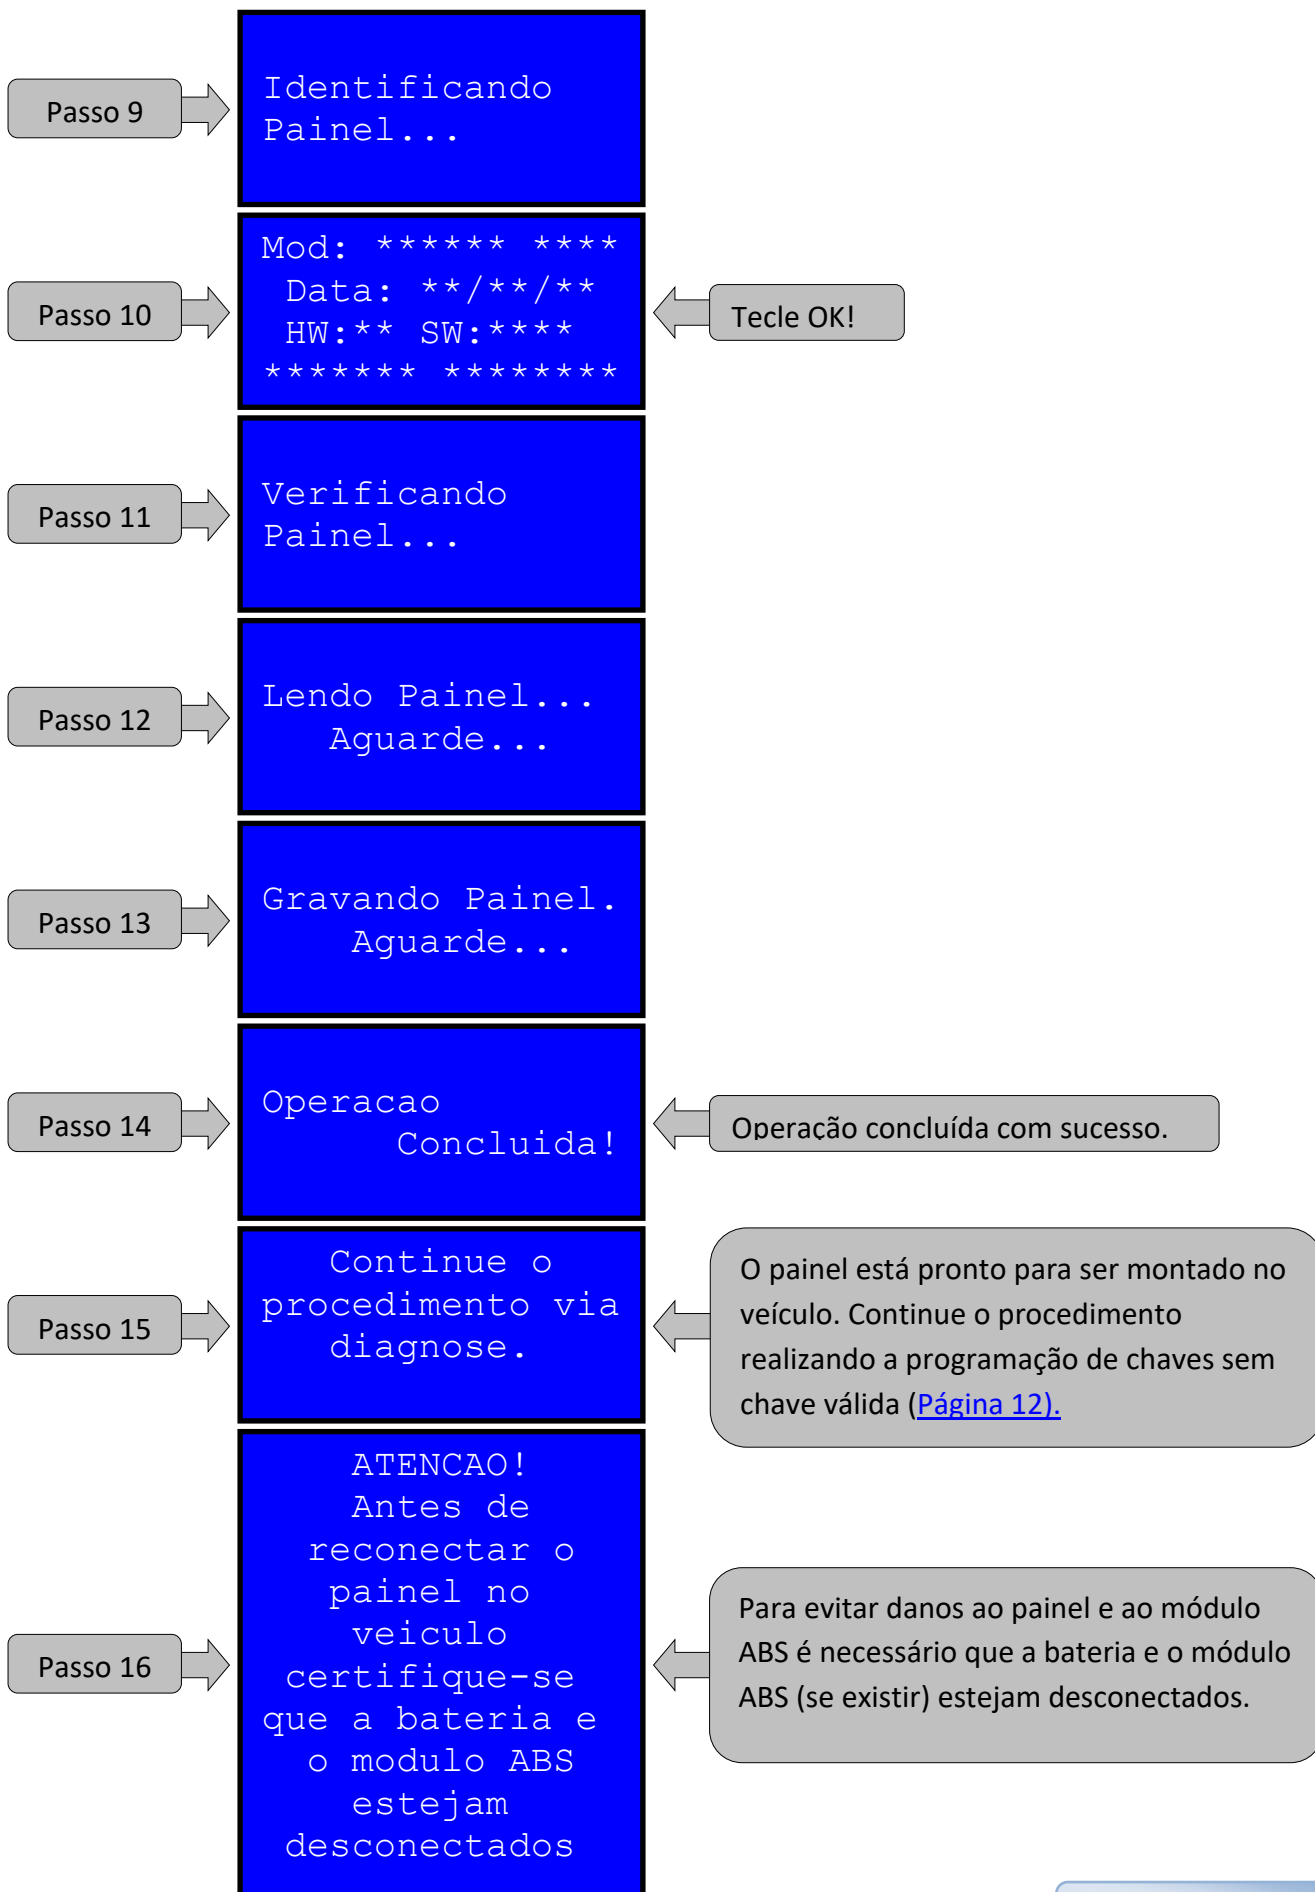 Passo 9
Identificando
Painel...
Passo 10
Mod: ****** ****
Data: **/**/**
HW:** SW:****
******* ********
Tecle OK!
Passo 11
Verificando
Painel...
Passo 12
Lendo Painel...
Aguarde...
Passo 13
Gravando Painel.
Aguarde...
Passo 14
Operacao
Concluida!
Operação concluída com sucesso.
Passo 15
Continue o
procedimento via
diagnose.
O painel está pronto para ser montado no
veículo. Continue o procedimento
realizando a programação de chaves sem
chave válida (Página 12).
Passo 16
ATENCAO!
Antes de
reconectar o
painel no
veiculo
certifique-se
que a bateria e
o modulo ABS
estejam
desconectados
Para evitar danos ao painel e ao módulo
ABS é necessário que a bateria e o módulo
ABS (se existir) estejam desconectados.